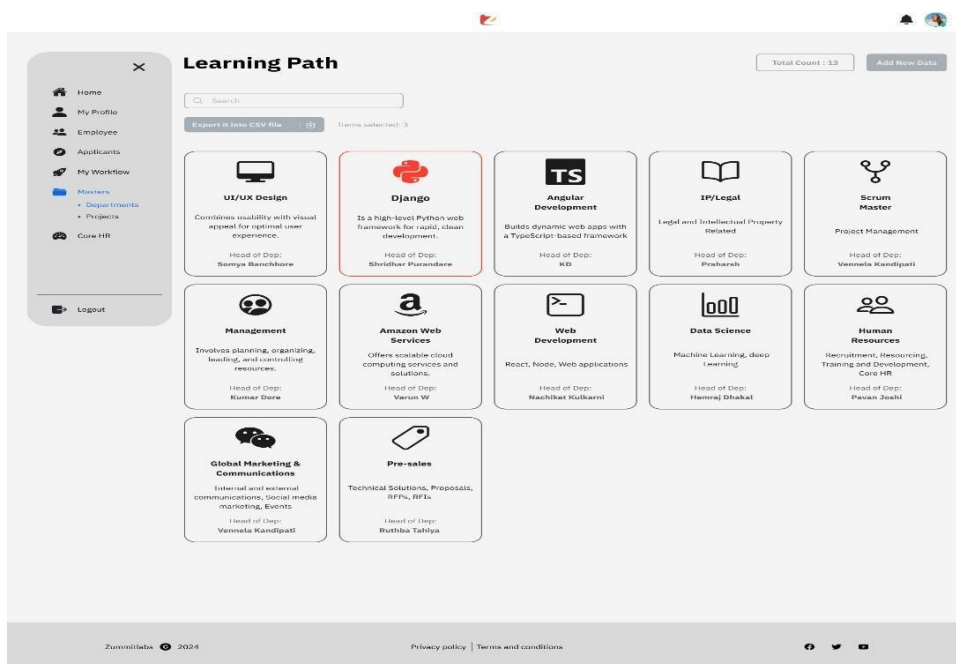 Learning Path
Total Count : 13
Add New Data
Home
My Profile
Employee
Applicants
My Workflow
Masters
• Departments
• Projects
Core HR
Logout
Search
Export it into CSV file
Items selected: 3
UI/UX Design
Combines usability with visual
appeal for optimal user
experience.
Head of Dep:
Somya Banchhore
Django
Is a high-level Python web
framework for rapid, clean
development.
Head of Dep:
Shridhar Purandare
TS
Angular
Development
Builds dynamic web apps with
a TypeScript-based framework
Head of Dep:
KD
IP/Legal
Legal and Intellectual Property
Related
Head of Dep:
Praharsh
Scrum
Master
Project Management
Head of Dep:
Vennela Kandipati
Management
Involves planning, organizing,
leading, and controlling
resources.
Head of Dep:
Kumar Dore
Amazon Web
Services
Offers scalable cloud
computing services and
solutions.
Head of Dep:
Varun W
Web
Development
React, Node, Web applications
Head of Dep:
Nachiket Kulkarni
Data Science
Machine Learning, deep
Learning
Head of Dep:
Hemraj Dhakal
Human
Resources
Recruitment, Resourcing,
Training and Development,
Core HR
Head of Dep:
Pavan Joshi
Global Marketing &
Communications
Internal and external
communications, Social media
marketing, Events
Head of Dep:
Vennela Kandipati
Pre-sales
Technical Solutions, Proposals,
RFPs, RFIs
Head of Dep:
Ruthba Tahiya
Zummitlabs © 2024
Privacy policy | Terms and conditions